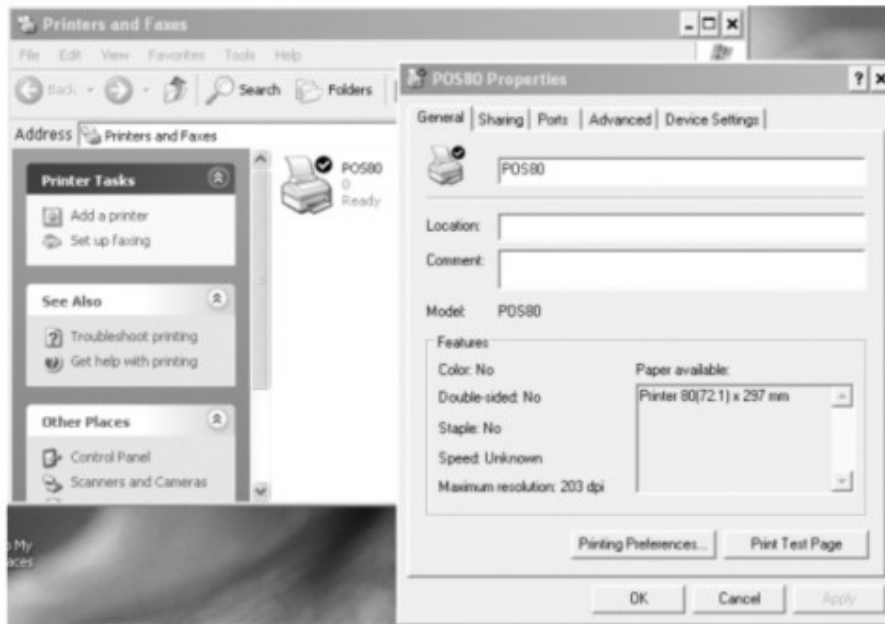 Printers and Faxes
File Edit View Favorites Tools Help
Back Search Folders
Address Printers and Faxes
Printer Tasks
Add a printer
Set up faxing
See Also
Troubleshoot printing
Get help with printing
Other Places
Control Panel
Scanners and Cameras
POS80
0
Ready
My
aces
POS80 Properties
General Sharing Ports Advanced Device Settings
POS80
Location:
Comment:
Model: POS80
Features
Color: No
Double-sided: No
Staple: No
Speed: Unknown
Maximum resolution: 203 dpi
Paper available:
Printer 80(72.1) x 297 mm
Printing Preferences... Print Test Page
OK Cancel Apply